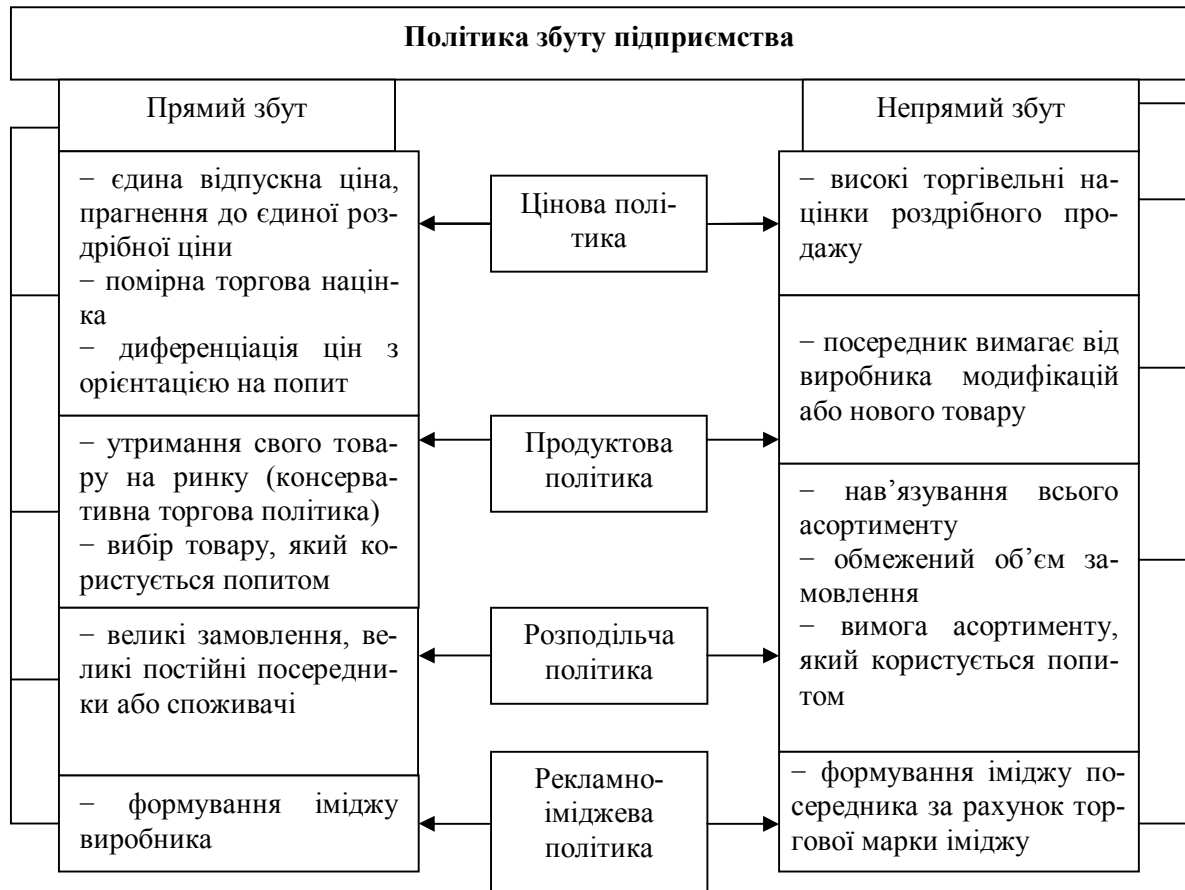 Політика збуту підприємства
Прямий збут
Непрямий збут
− єдина відпускна ціна,
прагнення до єдиної роз-
дрібної ціни
− помірна торгова націн-
ка
− диференціація цін з
орієнтацією на попит
Цінова полі-
тика
− високі торгівельні на-
цінки роздрібного про-
дажу
− посередник вимагає від
виробника модифікацій
або нового товару
− утримання свого това-
ру на ринку (консерва-
тивна торгова політика)
− вибір товару, який ко-
ристується попитом
Продуктова
політика
− нав’язування всього
асортименту
− обмежений об’єм за-
мовлення
− вимога асортименту,
який користується попи-
том
− великі замовлення, ве-
ликі постійні посередни-
ки або споживачі
Розподільча
політика
− формування іміджу
виробника
Рекламно-
іміджева
політика
− формування іміджу по-
середника за рахунок тор-
гової марки іміджу